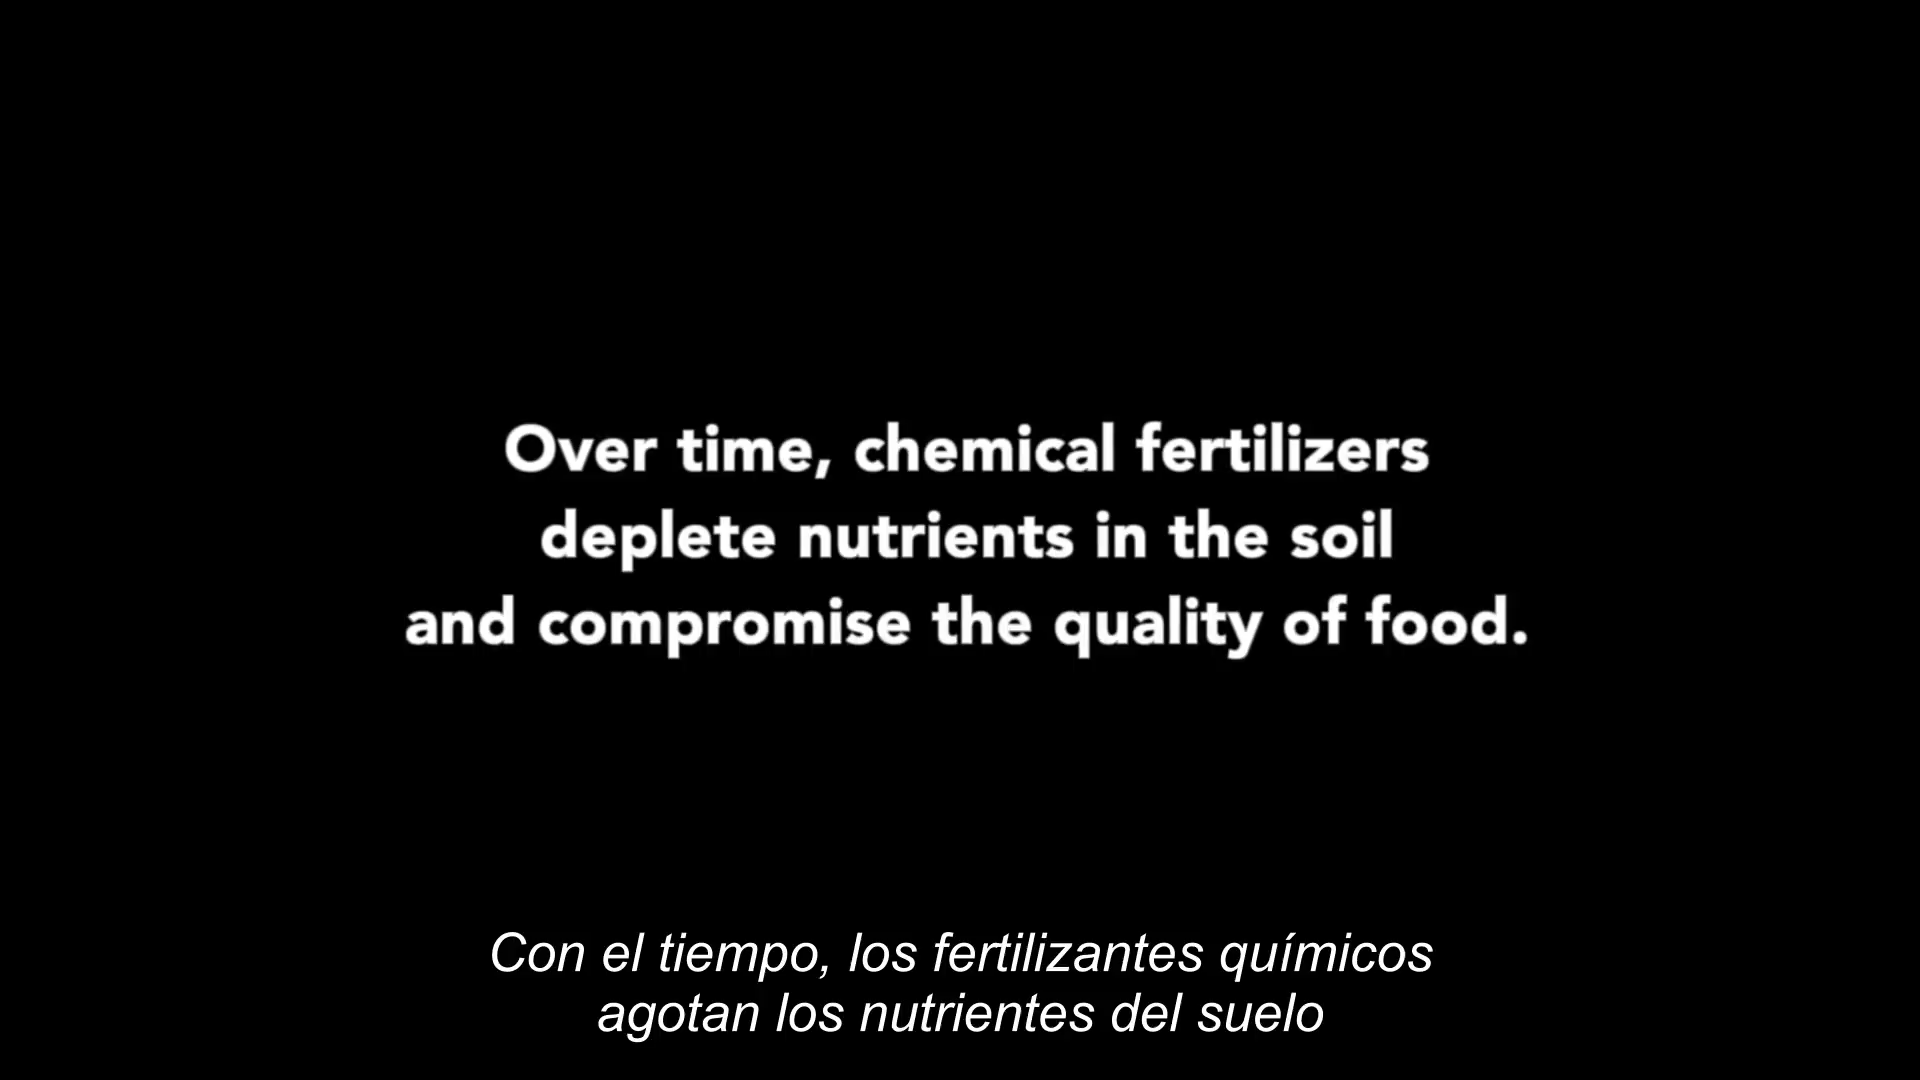 Over time, chemical fertilizers
deplete nutrients in the soil
and compromise the quality of food.
Con el tiempo, los fertilizantes químicos
agotan los nutrientes del suelo